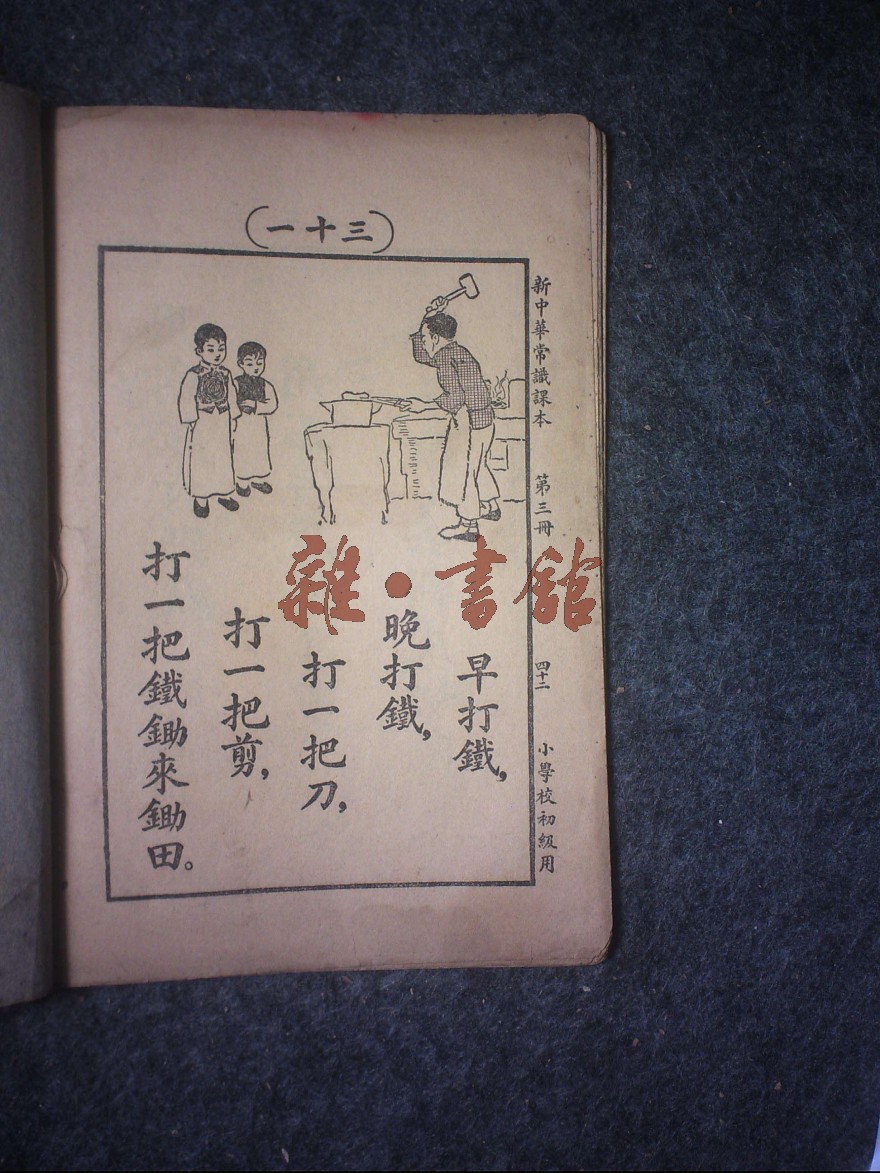 (三十一)
早打鐵,
晚打鐵,
打一把刀,
打一把剪,
打一把鐵鋤來鋤田。
新中華常識課本 第三冊 四十二 小學校初級用
雜·書館